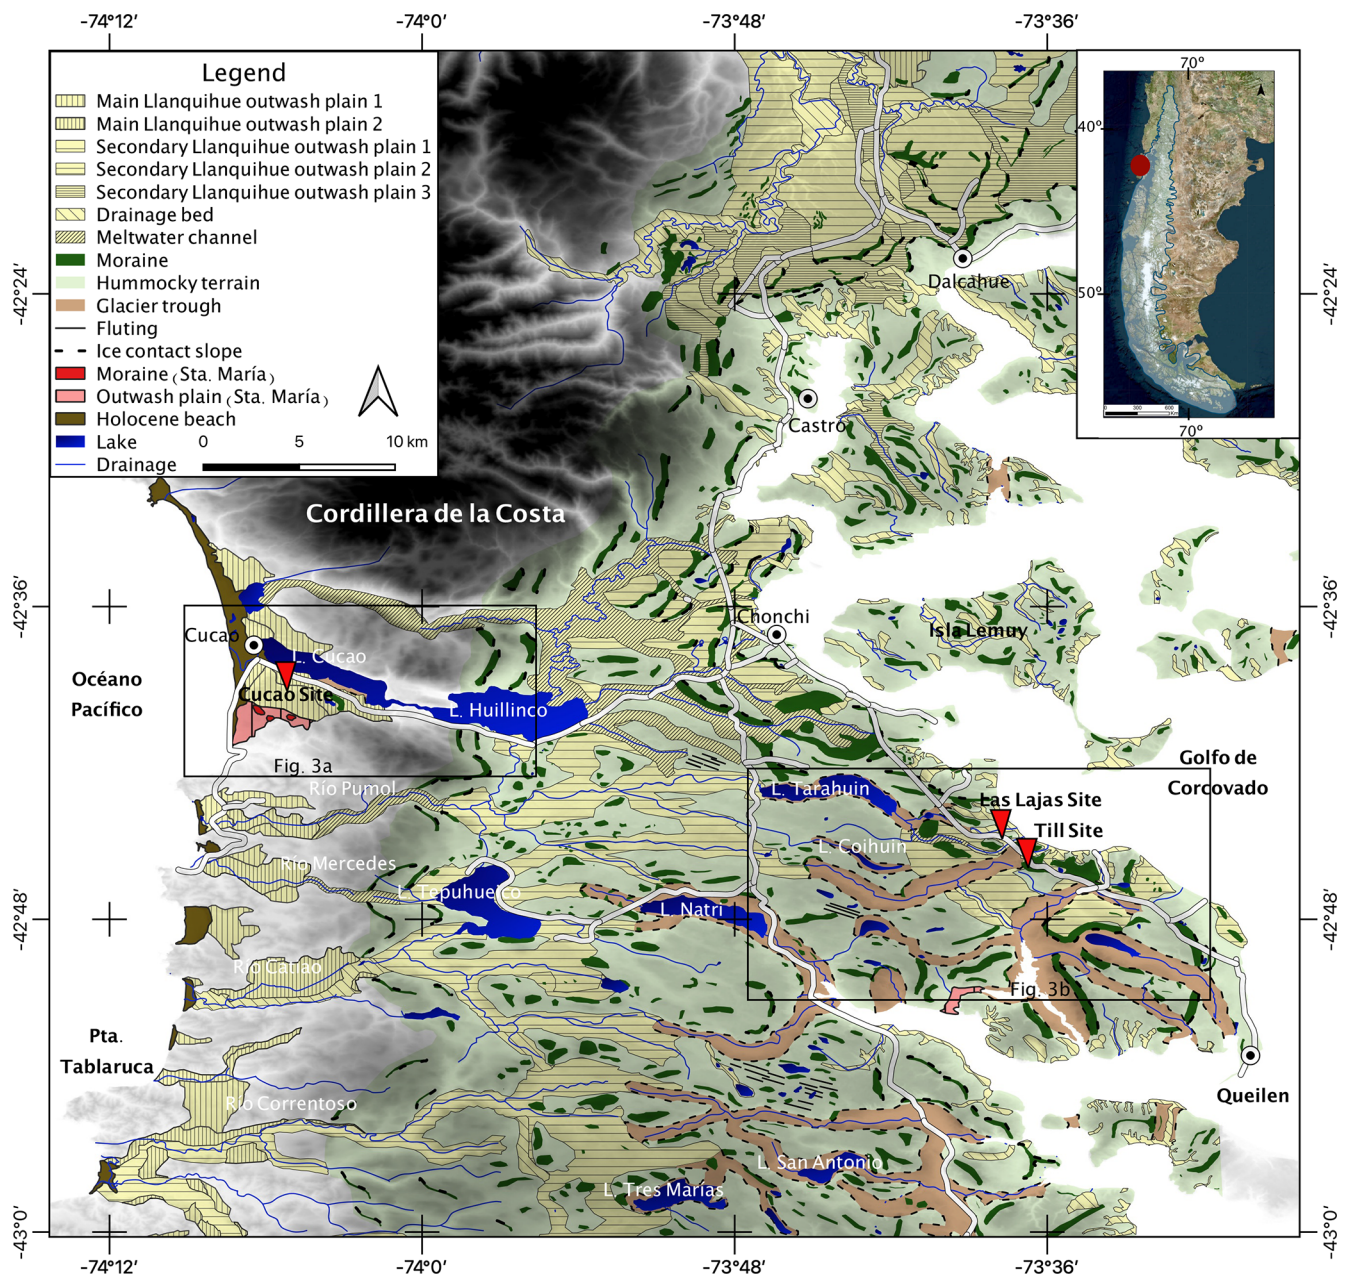 -74°12'
-74°0'
-73°48'
-73°36'
Legend
Main Llanquihue outwash plain 1
Main Llanquihue outwash plain 2
Secondary Llanquihue outwash plain 1
Secondary Llanquihue outwash plain 2
Secondary Llanquihue outwash plain 3
Drainage bed
Meltwater channel
Moraine
Hummocky terrain
Glacier trough
Fluting
Ice contact slope
Moraine (Sta. María)
Outwash plain (Sta. María)
Holocene beach
Lake
Drainage
0 5 10 km
70°
40°
50°
0 300 600
Km
70°
-42°24'
-42°24'
Dalcahue
Castro
Cordillera de la Costa
-42°36'
-42°36'
Chonchi
Isla Lemuy
Cucao
L. Cucao
Océano
Pacífico
Cucao Site
L. Huillinco
Fig. 3a
Golfo de
Corcovado
Río Pumol
L. Tarahuin
Las Lajas Site
Till Site
L. Coihuin
Río Mercedes
L. Tepuhueico
L. Natri
-42°48'
-42°48'
Río Catiao
Fig. 3b
Pta.
Tablaruca
Queilen
Río Correntoso
L. San Antonio
L. Tres Marías
-43°0'
-43°0'
-74°12'
-74°0'
-73°48'
-73°36'